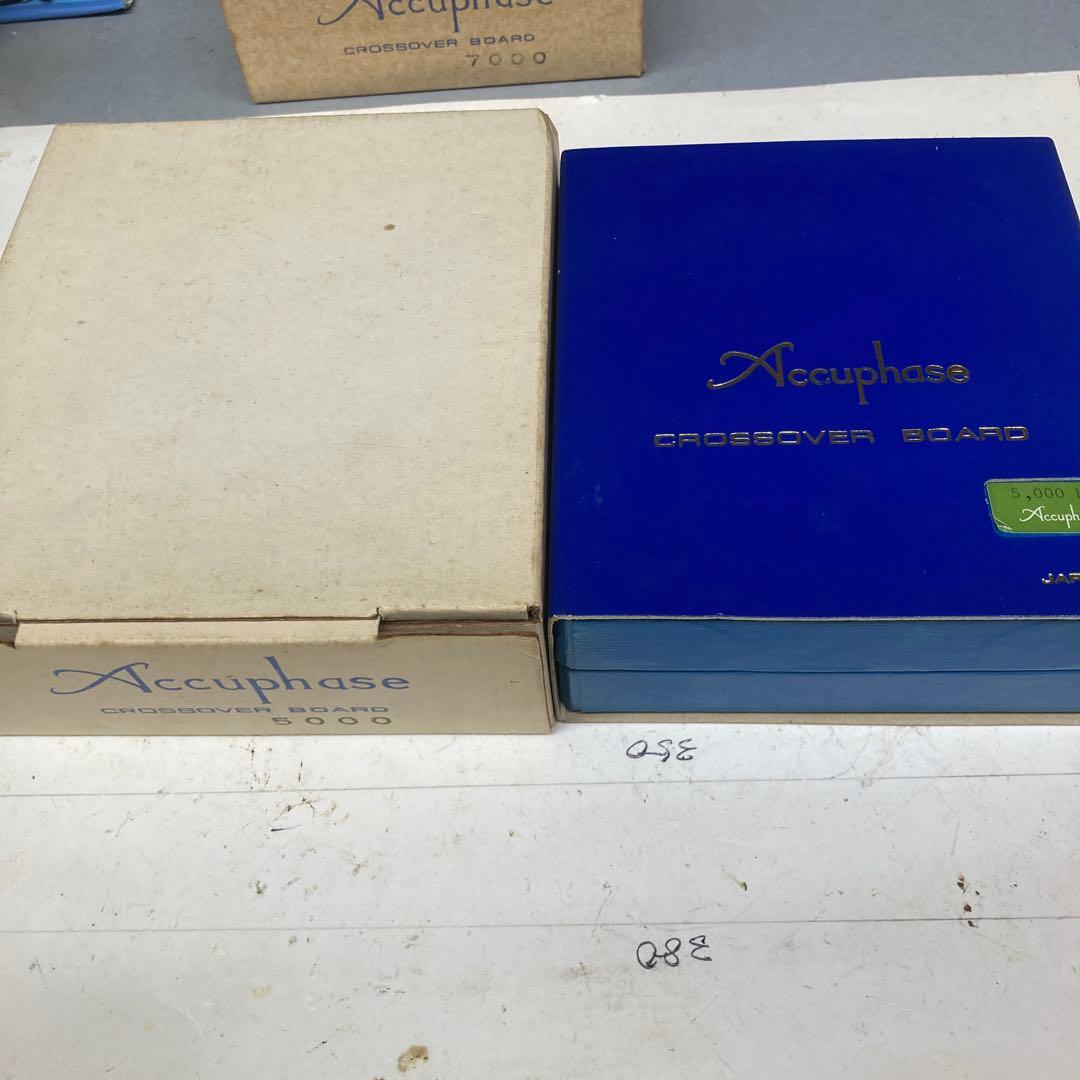 Accuphase
CROSSOVER BOARD
7000
Accuphase
CROSSOVER BOARD
5,000
Accuph
JAP
Accuphase
CROSSOVER BOARD
5000
350
380